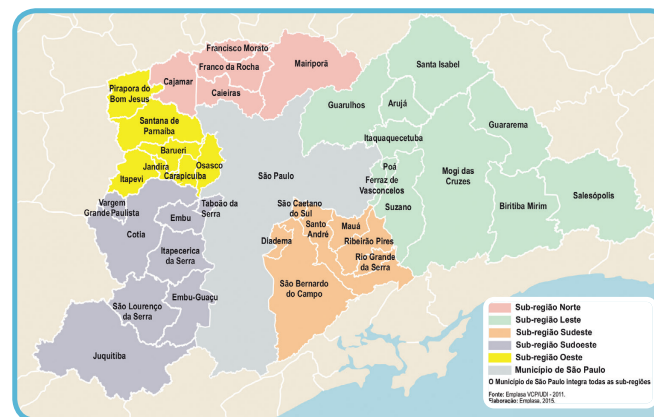 Francisco Morato
Franco da Rocha
Mairiporã
Cajamar
Caieiras
Santa Isabel
Pirapora do
Bom Jesus
Santana de
Parnaíba
Guarulhos
Arujá
Guararema
Itaquaquecetuba
Barueri
Jandira
Osasco
Itapevi
Carapicuíba
São Paulo
Poá
Ferraz de
Vasconcelos
Mogi das
Cruzes
Suzano
Biritiba Mirim
Salesópolis
Vargem
Grande Paulista
Taboão da
Serra
Embu
Cotia
São Caetano
do Sul
Santo
André
Mauá
Diadema
Ribeirão Pires
Itapecerica
da Serra
Rio Grande
da Serra
São Bernardo
do Campo
São Lourenço
da Serra
Embu-Guaçu
Juquitiba
Sub-região Norte
Sub-região Leste
Sub-região Sudeste
Sub-região Sudoeste
Sub-região Oeste
Município de São Paulo
O Município de São Paulo integra todas as sub-regiões
Fonte: Emplasa VCP/UDI - 2011.
Elaboração: Emplasa, 2015.